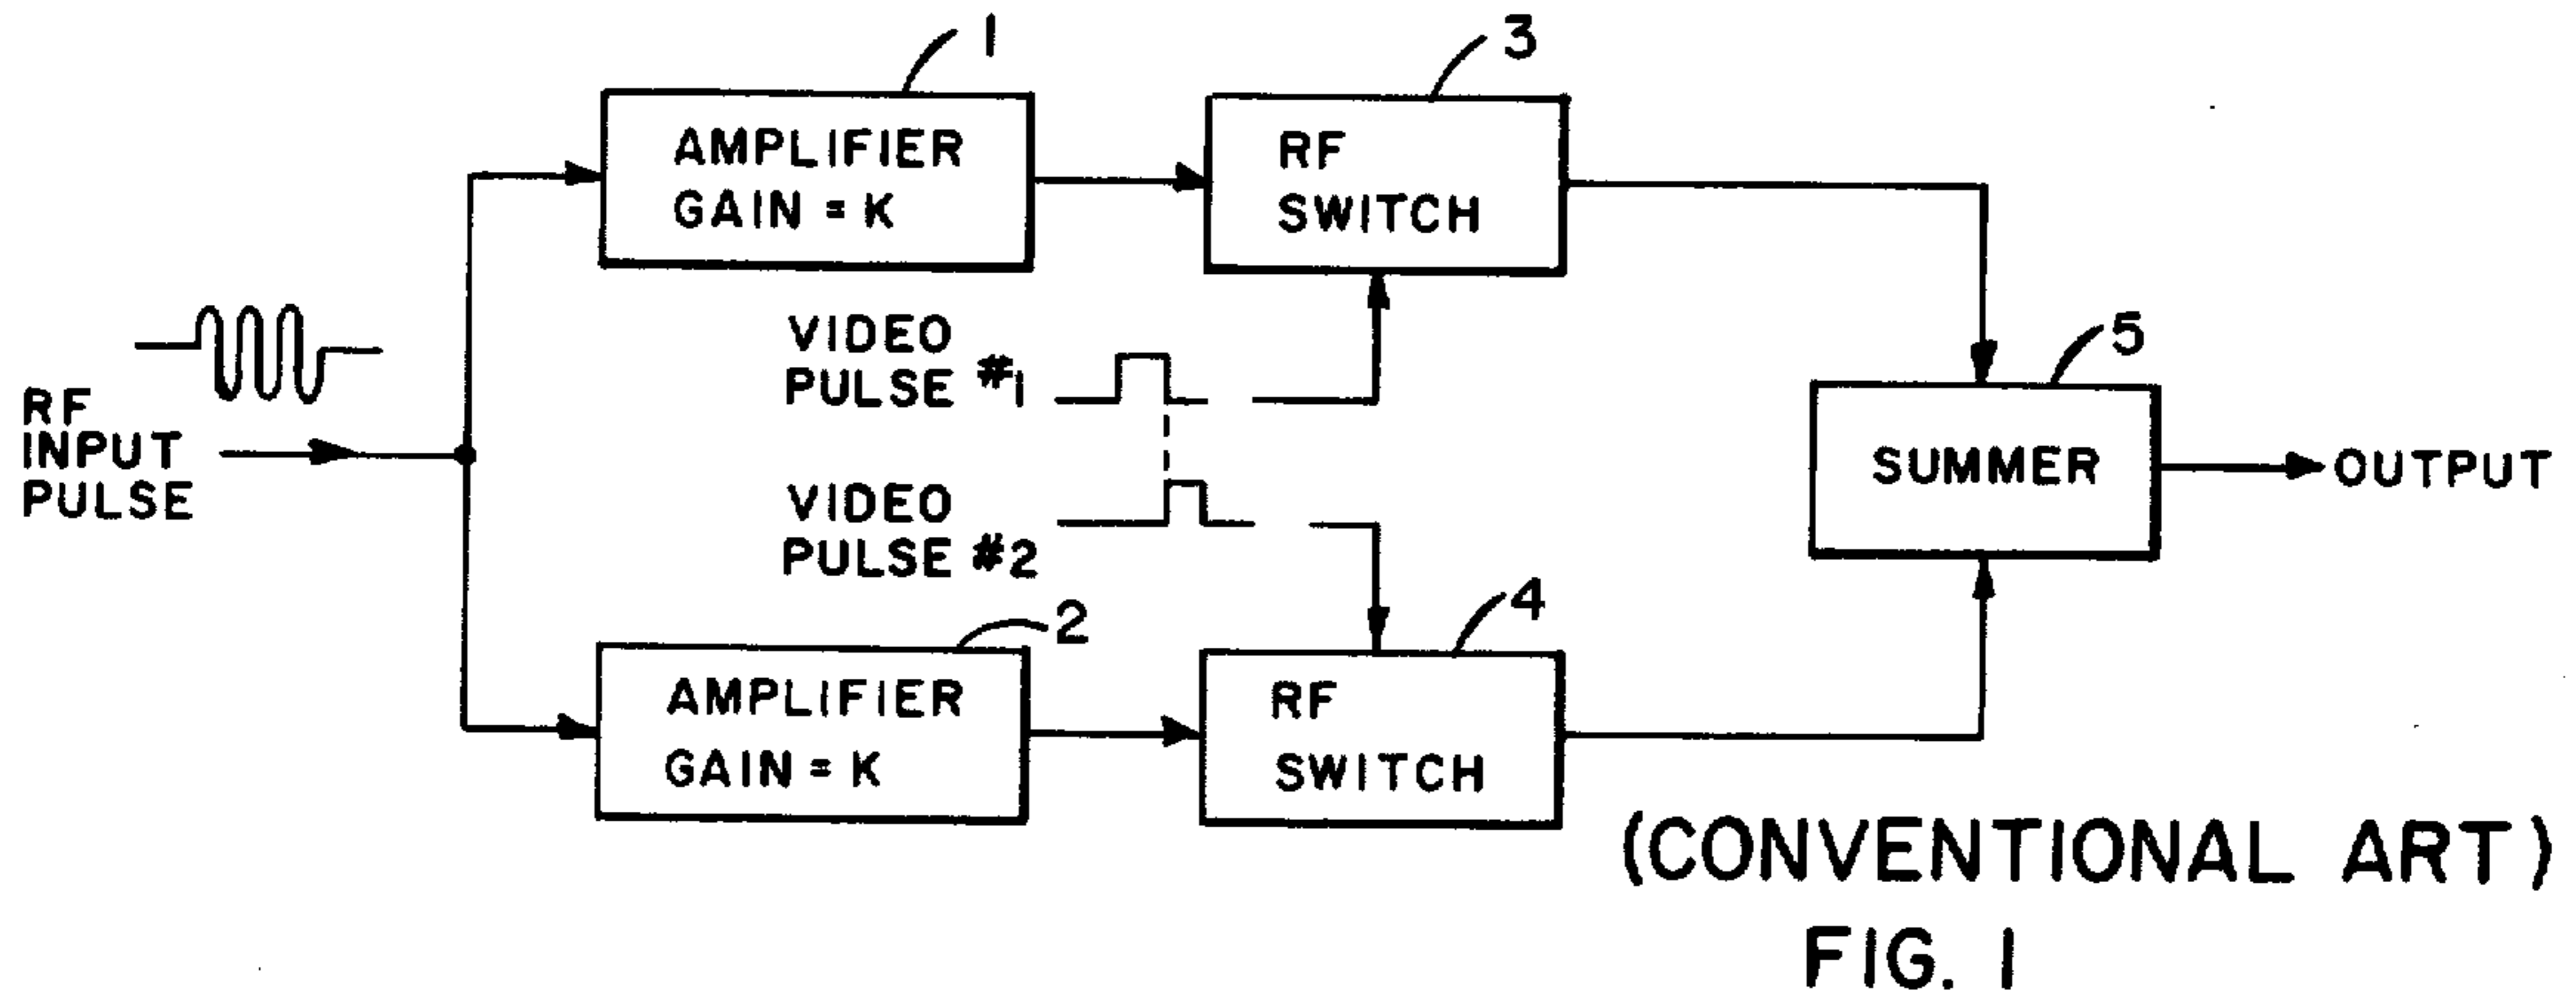 1
3
AMPLIFIER
GAIN = K
RF
SWITCH
VIDEO
PULSE #1
5
RF
INPUT
PULSE
SUMMER
OUTPUT
VIDEO
PULSE #2
2
4
AMPLIFIER
GAIN = K
RF
SWITCH
(CONVENTIONAL ART)
FIG. 1